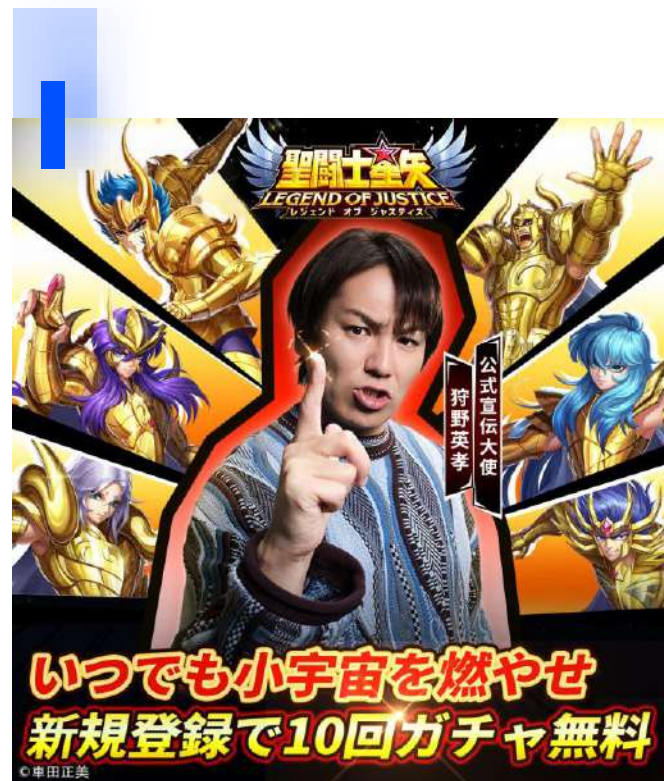 聖闘士星矢
LEGEND OF JUSTICE
レジェンド オブ ジャスティス
公式宣伝大使
狩野英孝
いつでも小宇宙を燃やせ
新規登録で10回ガチャ無料
©車田正美